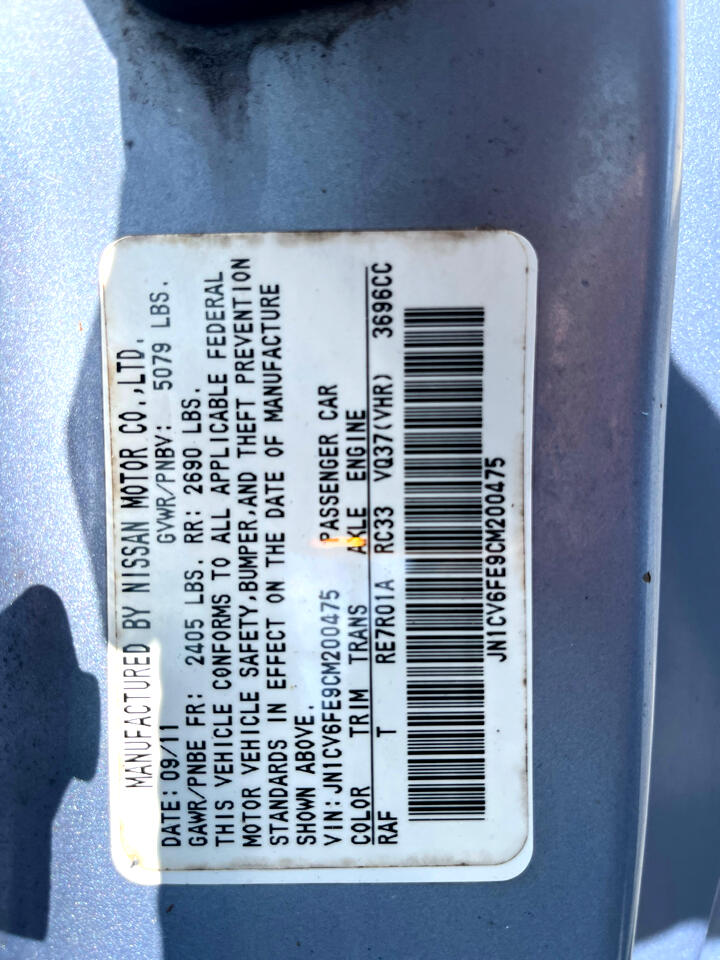 MANUFACTURED BY NISSAN MOTOR CO.,LTD.
DATE: 09/11 GVWR/PNBV: 5079 LBS.
GAWR/PNBE FR: 2405 LBS. RR: 2690 LBS.
THIS VEHICLE CONFORMS TO ALL APPLICABLE FEDERAL
MOTOR VEHICLE SAFETY,BUMPER,AND THEFT PREVENTION
STANDARDS IN EFFECT ON THE DATE OF MANUFACTURE
SHOWN ABOVE.
VIN: JN1CV6FE9CM200475 PASSENGER CAR
COLOR TRIM TRANS AXLE ENGINE
RAF T RE7R01A RC33 VQ37(VHR) 3696CC
JN1CV6FE9CM200475